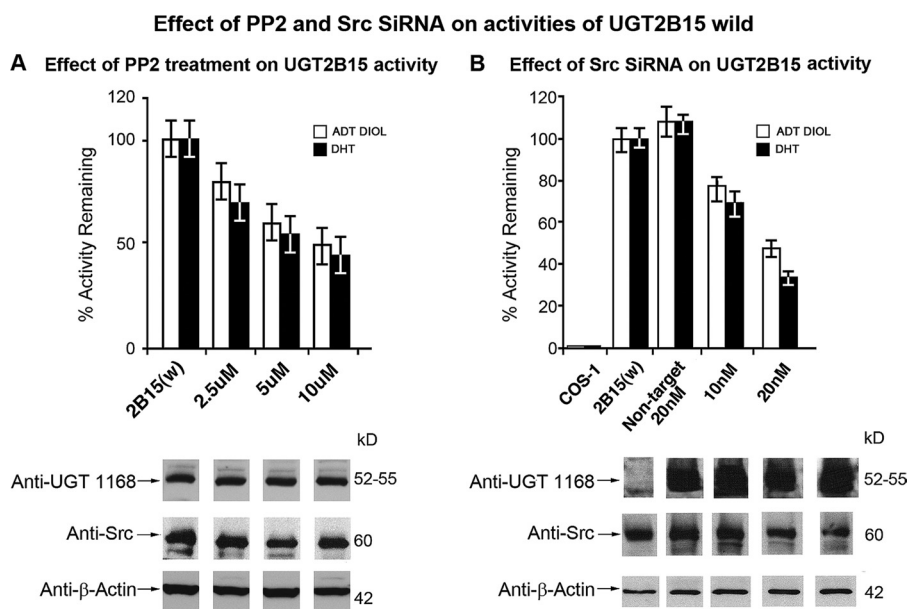 Effect of PP2 and Src SiRNA on activities of UGT2B15 wild
A Effect of PP2 treatment on UGT2B15 activity
120
100
50
0
% Activity Remaining
ADT DIOL
DHT
2B15(w)
2.5uM
5uM
10uM
kD
Anti-UGT 1168
52-55
Anti-Src
60
Anti-β-Actin
42
B Effect of Src SiRNA on UGT2B15 activity
120
100
80
60
40
20
0
% Activity Remaining
ADT DIOL
DHT
COS-1
2B15(w)
Non-target
20nM
10nM
20nM
kD
Anti-UGT 1168
52-55
Anti-Src
60
Anti-β-Actin
42